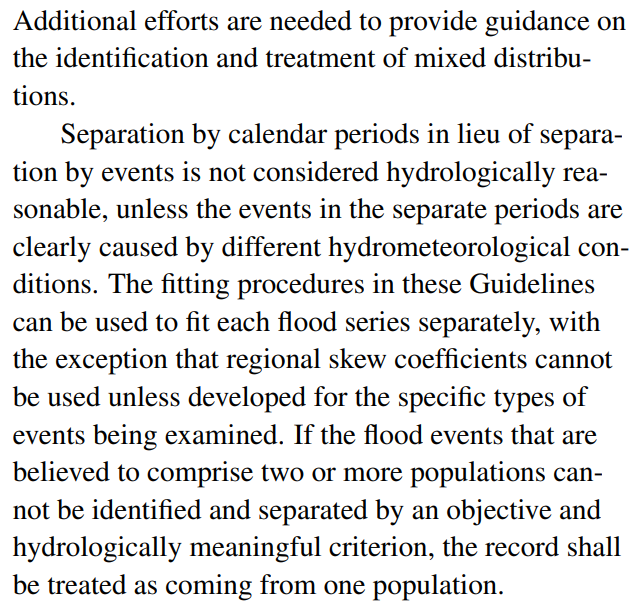 Additional efforts are needed to provide guidance on
the identification and treatment of mixed distribu-
tions.
Separation by calendar periods in lieu of separa-
tion by events is not considered hydrologically rea-
sonable, unless the events in the separate periods are
clearly caused by different hydrometeorological con-
ditions. The fitting procedures in these Guidelines
can be used to fit each flood series separately, with
the exception that regional skew coefficients cannot
be used unless developed for the specific types of
events being examined. If the flood events that are
believed to comprise two or more populations can-
not be identified and separated by an objective and
hydrologically meaningful criterion, the record shall
be treated as coming from one population.